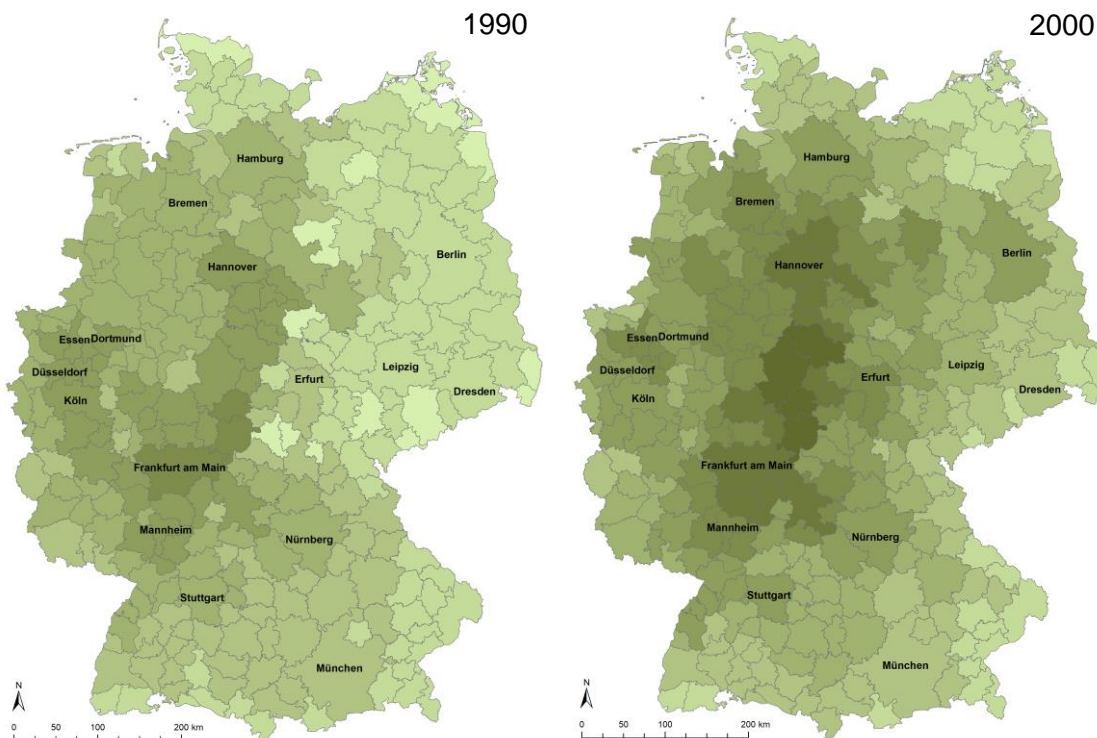 1990
Hamburg
Bremen
Berlin
Hannover
Essen Dortmund
Düsseldorf
Leipzig
Erfurt
Dresden
Köln
Frankfurt am Main
Mannheim
Nürnberg
Stuttgart
München
N
0 50 100 200 km
2000
Hamburg
Bremen
Berlin
Hannover
Essen Dortmund
Düsseldorf
Leipzig
Erfurt
Dresden
Köln
Frankfurt am Main
Mannheim
Nürnberg
Stuttgart
München
N
0 50 100 200 km